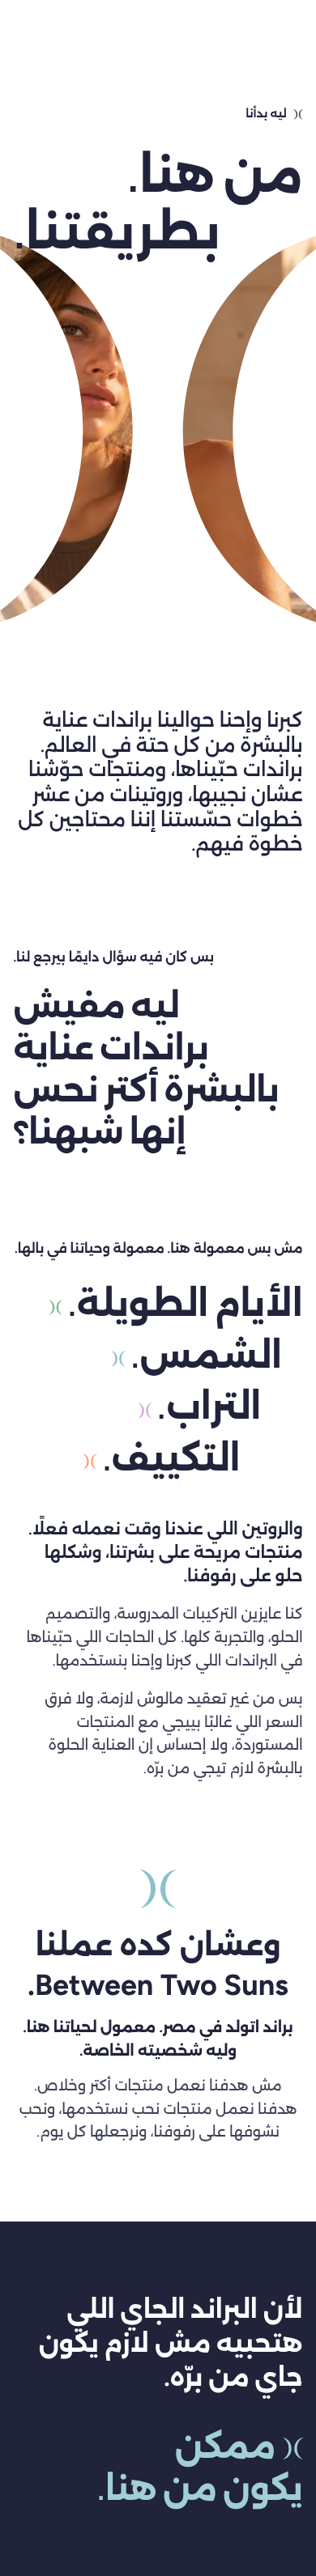 ليه بدأنا
من هنا.
بطريقتنا.
كبرنا وإحنا حوالينا براندات عناية
بالبشرة من كل حتة في العالم.
براندات حبّيناها، ومنتجات حوّشنا
عشان نجيبها، وروتينات من عشر
خطوات حسّستنا إننا محتاجين كل
خطوة فيهم.
بس كان فيه سؤال دايمًا بيرجع لنا.
ليه مفيش
براندات عناية
بالبشرة أكتر نحس
إنها شبهنا؟
مش بس معمولة هنا. معمولة وحياتنا في بالها.
الأيام الطويلة.
الشمس.
التراب.
التكييف.
والروتين اللي عندنا وقت نعمله فعلًا.
منتجات مريحة على بشرتنا، وشكلها
حلو على رفوفنا.
كنا عايزين التركيبات المدروسة، والتصميم
الحلو، والتجربة كلها. كل الحاجات اللي حبّيناها
في البراندات اللي كبرنا وإحنا بنستخدمها.
بس من غير تعقيد مالوش لازمة، ولا فرق
السعر اللي غالبًا بييجي مع المنتجات
المستوردة، ولا إحساس إن العناية الحلوة
بالبشرة لازم تيجي من برّه.
وعشان كده عملنا
Between Two Suns.
براند اتولد في مصر. معمول لحياتنا هنا.
وليه شخصيته الخاصة.
مش هدفنا نعمل منتجات أكتر وخلاص.
هدفنا نعمل منتجات نحب نستخدمها، ونحب
نشوفها على رفوفنا، ونرجعلها كل يوم.
لأن البراند الجاي اللي
هتحبيه مش لازم يكون
جاي من برّه.
ممكن
يكون من هنا.